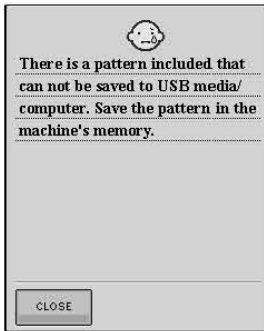 There is a pattern included that
can not be saved to USB media/
computer. Save the pattern in the
machine's memory.
CLOSE